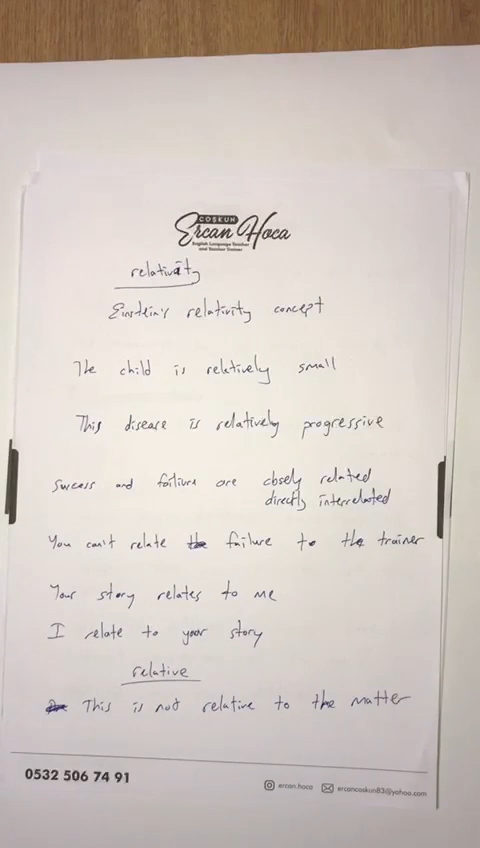 COŞKUN
Ercan Hoca
English Language Teacher
and Teacher Trainer
relativity
Einstein's relativity concept
The child is relatively small
This disease is relatively progressive
success and failure are closely related
directly interrelated
You can't relate failure to the trainer
Your story relates to me
I relate to your story
relative
This is not relative to the matter
0532 506 74 91
ercan.hoca ercancoskun83@yahoo.com